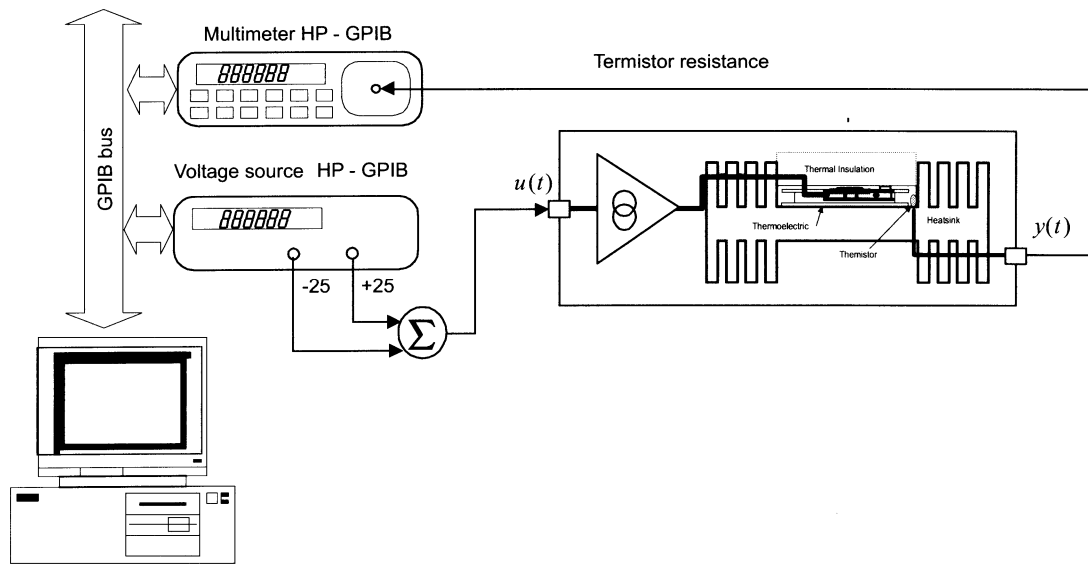 Multimeter HP - GPIB
888888
Termistor resistance
GPIB bus
Voltage source HP - GPIB
888888
-25 +25
Σ
u(t)
Thermal Insulation
Thermoelectric
Heatsink
Themistor
y(t)